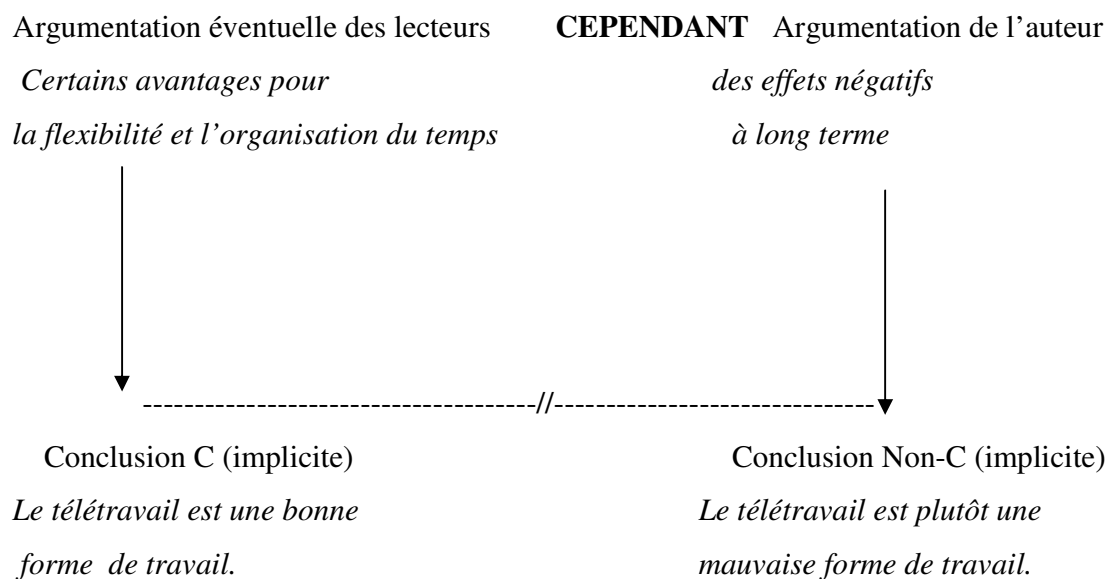 Argumentation éventuelle des lecteurs CEPENDANT Argumentation de l’auteur
Certains avantages pour des effets négatifs
la flexibilité et l’organisation du temps à long terme
--------------------------------------//-------------------------------
Conclusion C (implicite) Conclusion Non-C (implicite)
Le télétravail est une bonne Le télétravail est plutôt une
forme de travail. mauvaise forme de travail.